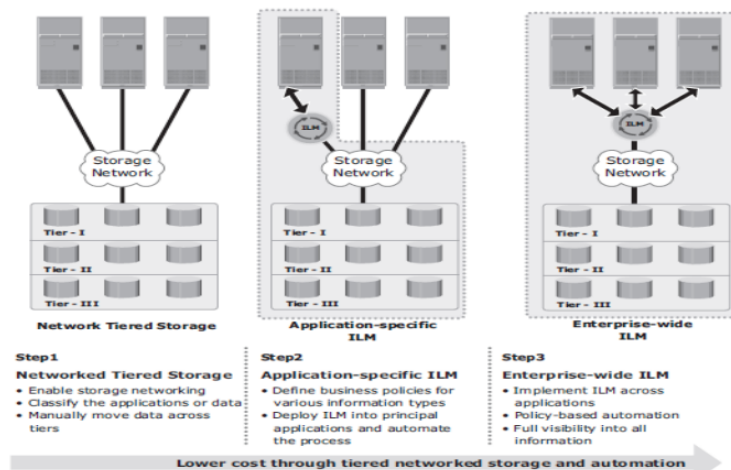 ILM
ILM
Storage
Network
Storage
Network
Storage
Network
Tier - I
Tier - II
Tier - III
Tier - I
Tier - II
Tier - III
Tier - I
Tier - II
Tier - III
Network Tiered Storage
Application-specific
ILM
Enterprise-wide
ILM
Step1
Networked Tiered Storage
• Enable storage networking
• Classify the applications or data
• Manually move data across
tiers
Step2
Application-specific ILM
• Define business policies for
various information types
• Deploy ILM into principal
applications and automate
the process
Step3
Enterprise-wide ILM
• Implement ILM across
applications
• Policy-based automation
• Full visibility into all
information
Lower cost through tiered networked storage and automation